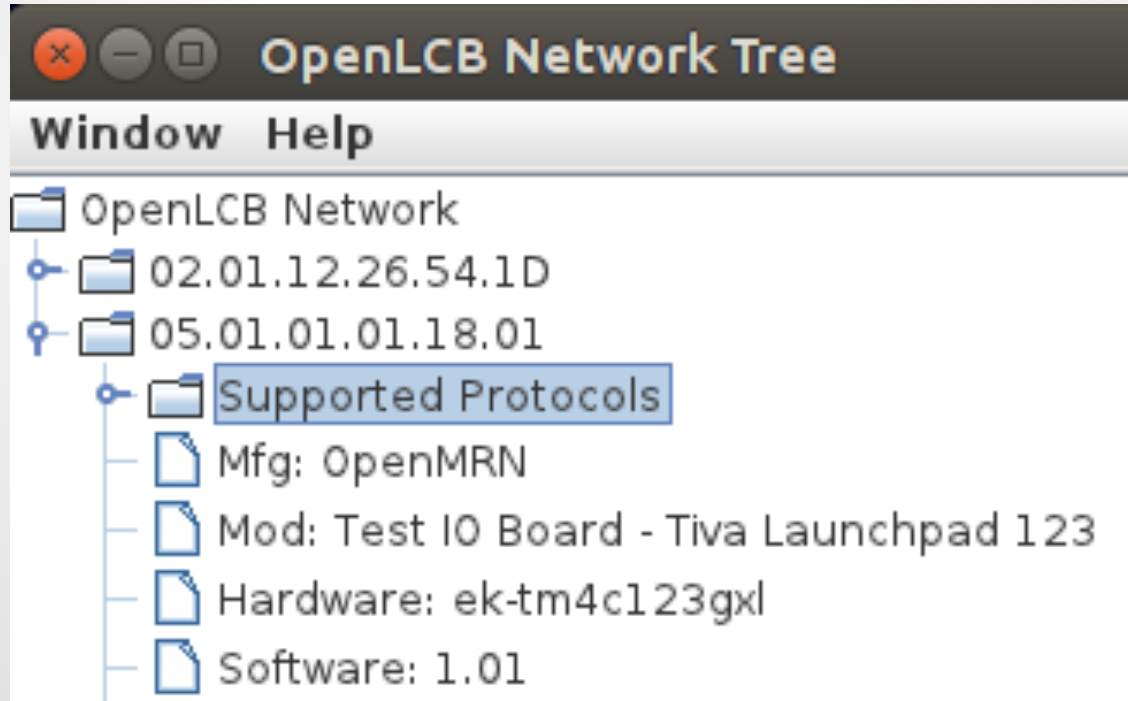 OpenLCB Network Tree
Window Help
OpenLCB Network
02.01.12.26.54.1D
05.01.01.01.18.01
Supported Protocols
Mfg: OpenMRN
Mod: Test IO Board - Tiva Launchpad 123
Hardware: ek-tm4c123gxl
Software: 1.01